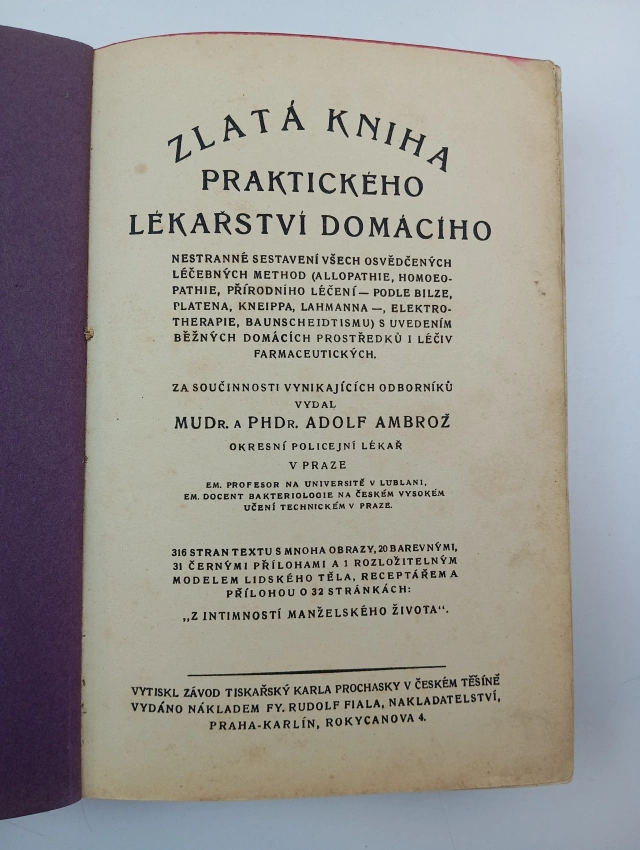 ZLATÁ KNIHA
PRAKTICKÉHO
LÉKAŘSTVÍ DOMÁCÍHO
NESTRANNÉ SESTAVENÍ VŠECH OSVĚDČENÝCH
LÉČEBNÝCH METHOD (ALLOPATHIE, HOMOEO-
PATHIE, PŘÍRODNÍHO LÉČENÍ — PODLE BILZE,
PLATENA, KNEIPPA, LAHMANNA —, ELEKTRO-
THERAPIE, BAUNSCHEIDTISMU) S UVEDENÍM
BĚŽNÝCH DOMÁCÍCH PROSTŘEDKŮ I LÉČIV
FARMACEUTICKÝCH.
ZA SOUČINNOSTI VYNIKAJÍCÍCH ODBORNÍKŮ
VYDAL
MUDR. A PHDR. ADOLF AMBROŽ
OKRESNÍ POLICEJNÍ LÉKAŘ
V PRAZE
EM. PROFESOR NA UNIVERSITĚ V LUBLANI,
EM. DOCENT BAKTERIOLOGIE NA ČESKÉM VYSOKÉM
UČENÍ TECHNICKÉM V PRAZE.
316 STRAN TEXTU S MNOHA OBRAZY, 20 BAREVNÝMI,
31 ČERNÝMI PŘÍLOHAMI A 1 ROZLOŽITELNÝM
MODELEM LIDSKÉHO TĚLA, RECEPTÁŘEM A
PŘÍLOHOU O 32 STRÁNKÁCH:
„Z INTIMNOSTÍ MANŽELSKÉHO ŽIVOTA“.
VYTISKL ZÁVOD TISKAŘSKÝ KARLA PROCHASKY V ČESKÉM TĚŠÍNĚ
VYDÁNO NÁKLADEM FY. RUDOLF FIALA, NAKLADATELSTVÍ,
PRAHA-KARLÍN, ROKYCANOVA 4.